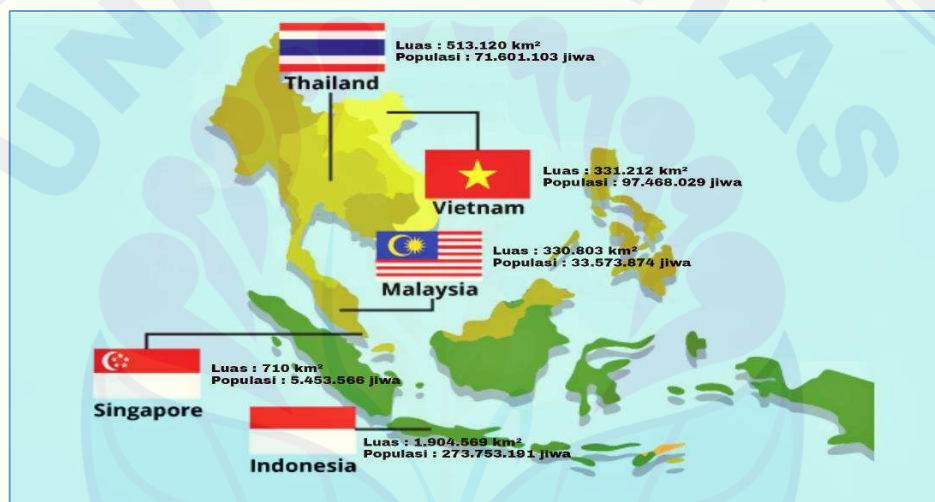 UNI
TAS
Luas : 513.120 km²
Populasi : 71.601.103 jiwa
Thailand
Luas : 331.212 km²
Populasi : 97.468.029 jiwa
Vietnam
Luas : 330.803 km²
Populasi : 33.573.874 jiwa
Malaysia
Luas : 710 km²
Populasi : 5.453.566 jiwa
Singapore
Luas : 1.904.569 km²
Populasi : 273.753.191 jiwa
Indonesia